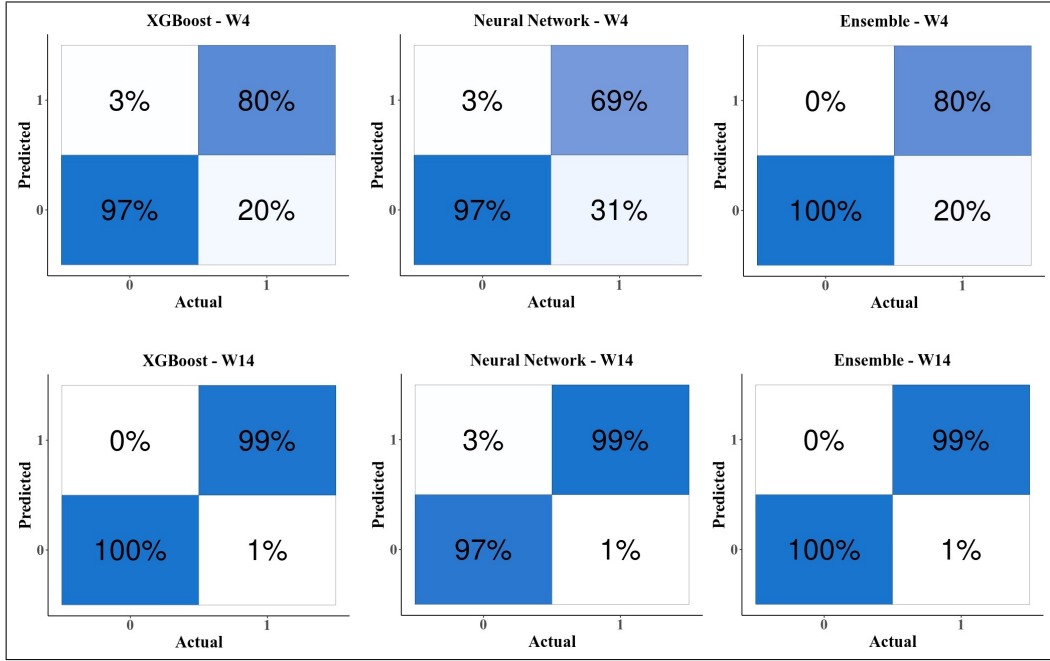 XGBoost - W4
Predicted
1
0
3%
80%
97%
20%
0
1
Actual
Neural Network - W4
Predicted
1
0
3%
69%
97%
31%
0
1
Actual
Ensemble - W4
Predicted
1
0
0%
80%
100%
20%
0
1
Actual
XGBoost - W14
Predicted
1
0
0%
99%
100%
1%
0
1
Actual
Neural Network - W14
Predicted
1
0
3%
99%
97%
1%
0
1
Actual
Ensemble - W14
Predicted
1
0
0%
99%
100%
1%
0
1
Actual